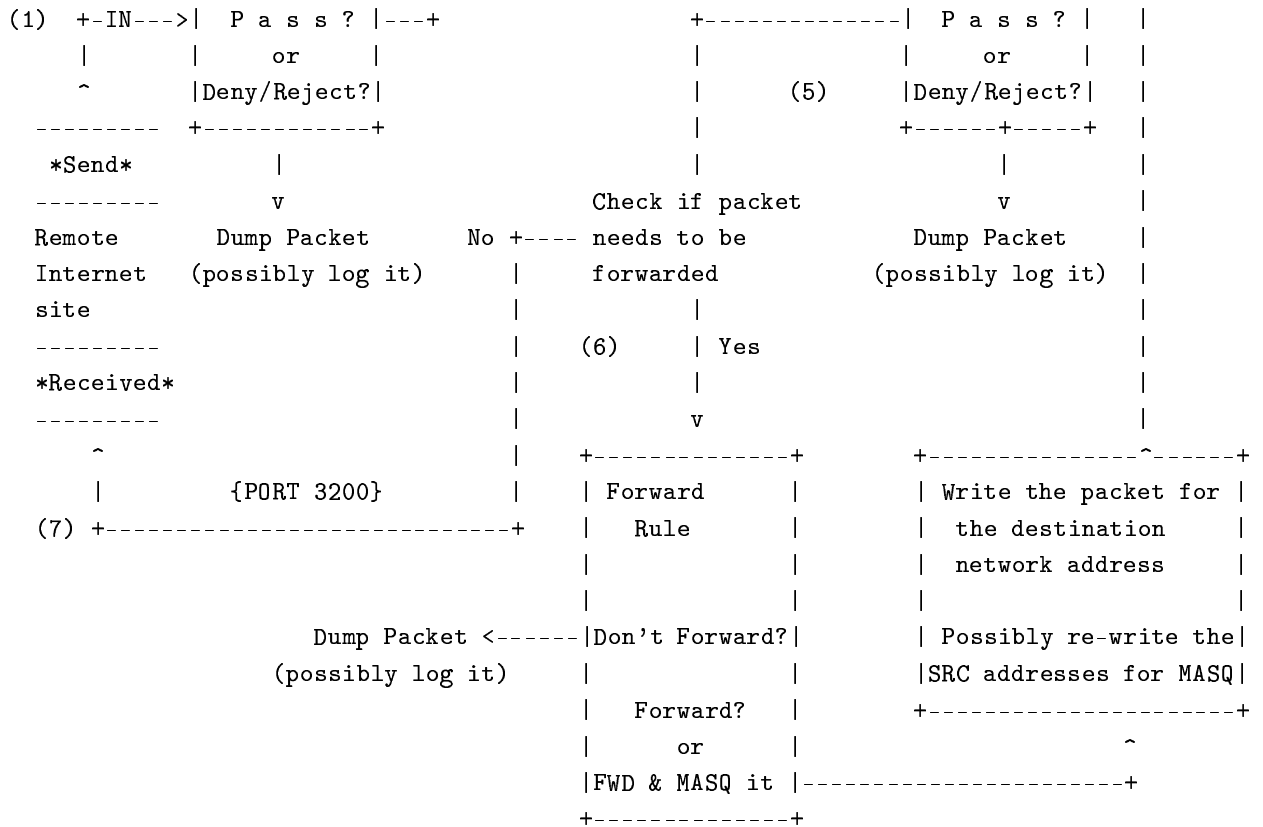 (1)  +-IN--->|  P a s s ? |---+                    +--------------|  P a s s ? |    |
      |       |     or     |                        |              |     or     |    |
      ^       |Deny/Reject?|                        |      (5)     |Deny/Reject?|    |
  ---------  +------------+                        |              +------+-----+    |
   *Send*          |                                |                     |          |
  ---------        v                        Check if packet               v          |
  Remote       Dump Packet       No +---- needs to be             Dump Packet     |
  Internet   (possibly log it)      |     forwarded            (possibly log it)  |
  site                               |        |                                    |
  ---------                          |   (6)  | Yes                                |
  *Received*                         |        |                                    |
  ---------                          |        v                                    |
      ^                              |    +--------------+        +---------------^------+
      |         {PORT 3200}          |    | Forward      |        | Write the packet for |
  (7) +------------------------------+    |   Rule       |        |  the destination     |
                                          |              |        |  network address     |
                                          |              |        |                      |
                     Dump Packet <------|Don't Forward?|        | Possibly re-write the|
                  (possibly log it)     |              |        |SRC addresses for MASQ|
                                          |   Forward?   |        +----------------------+
                                          |      or      |                      ^
                                          |FWD & MASQ it |----------------------+
                                          +--------------+